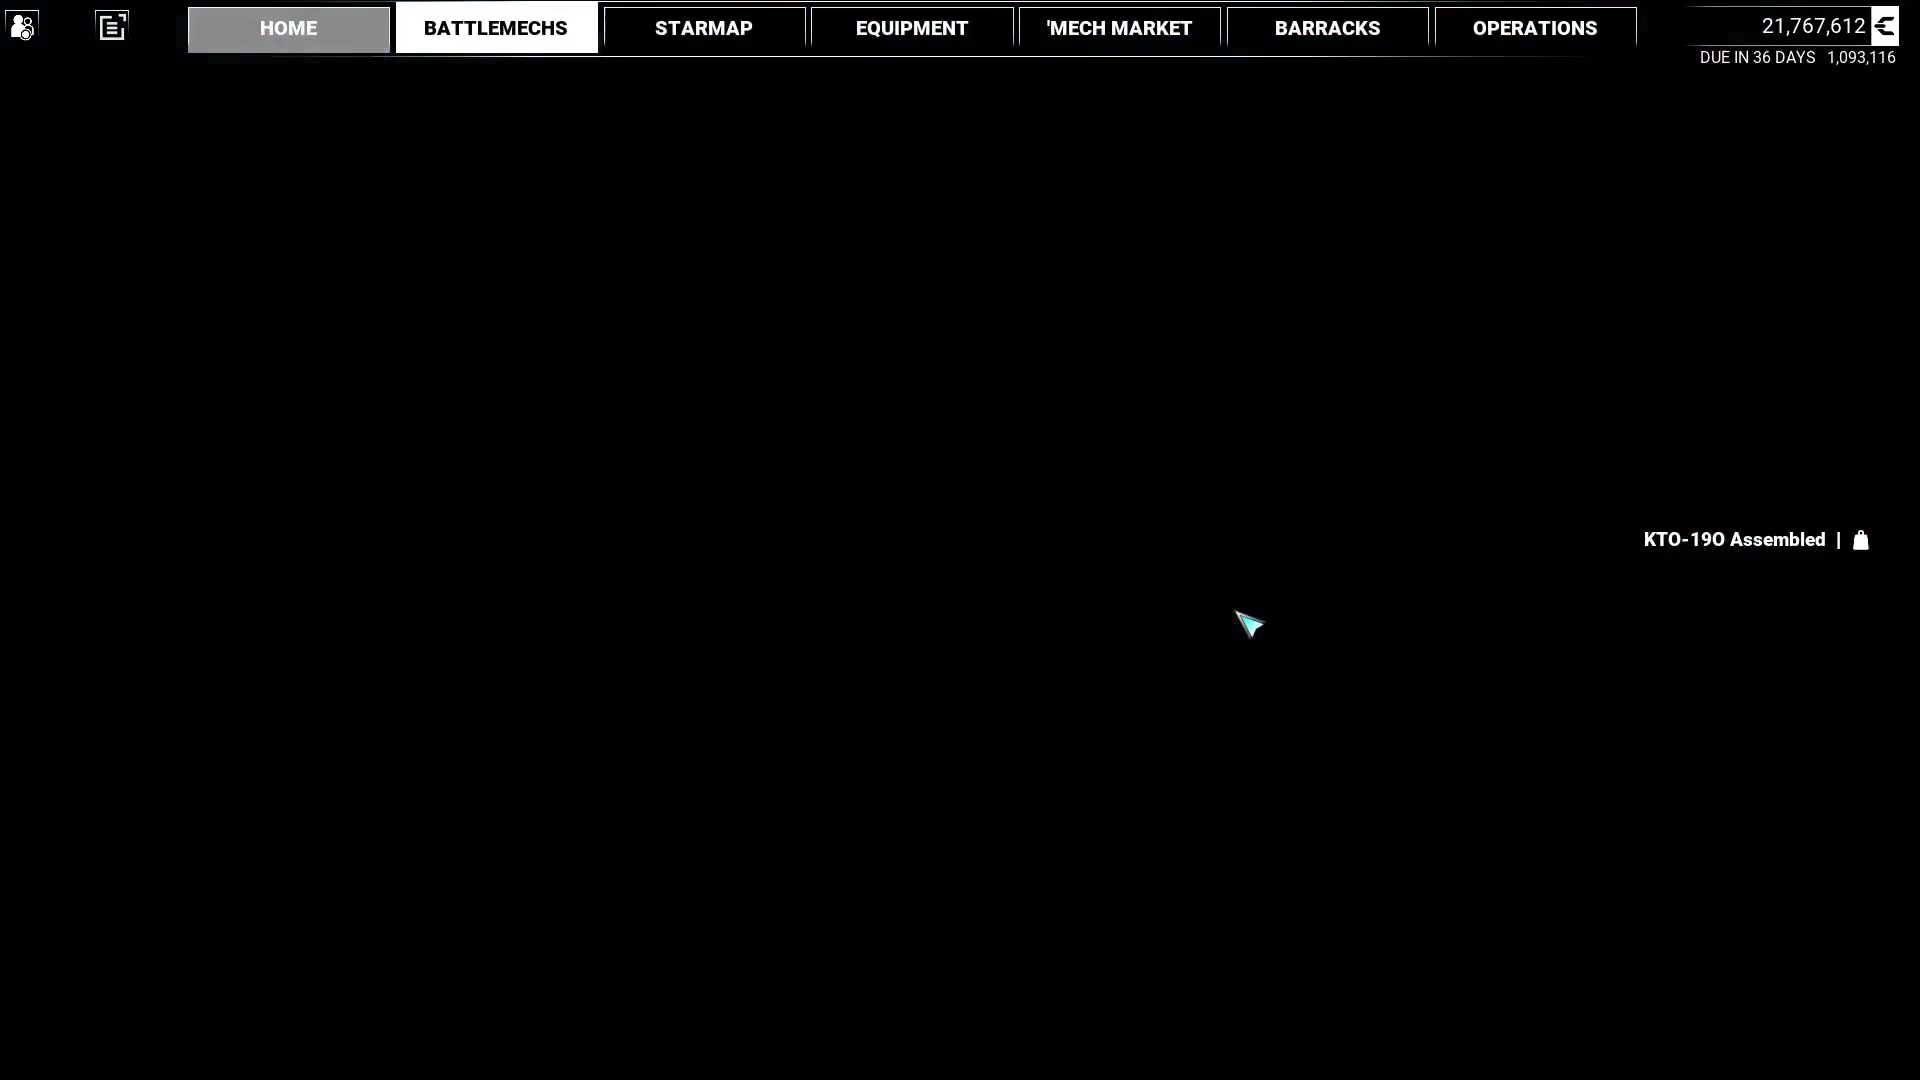 HOME
BATTLEMECHS
STARMAP
EQUIPMENT
'MECH MARKET
BARRACKS
OPERATIONS
21,767,612
DUE IN 36 DAYS 1,093,116
KTO-19O Assembled |